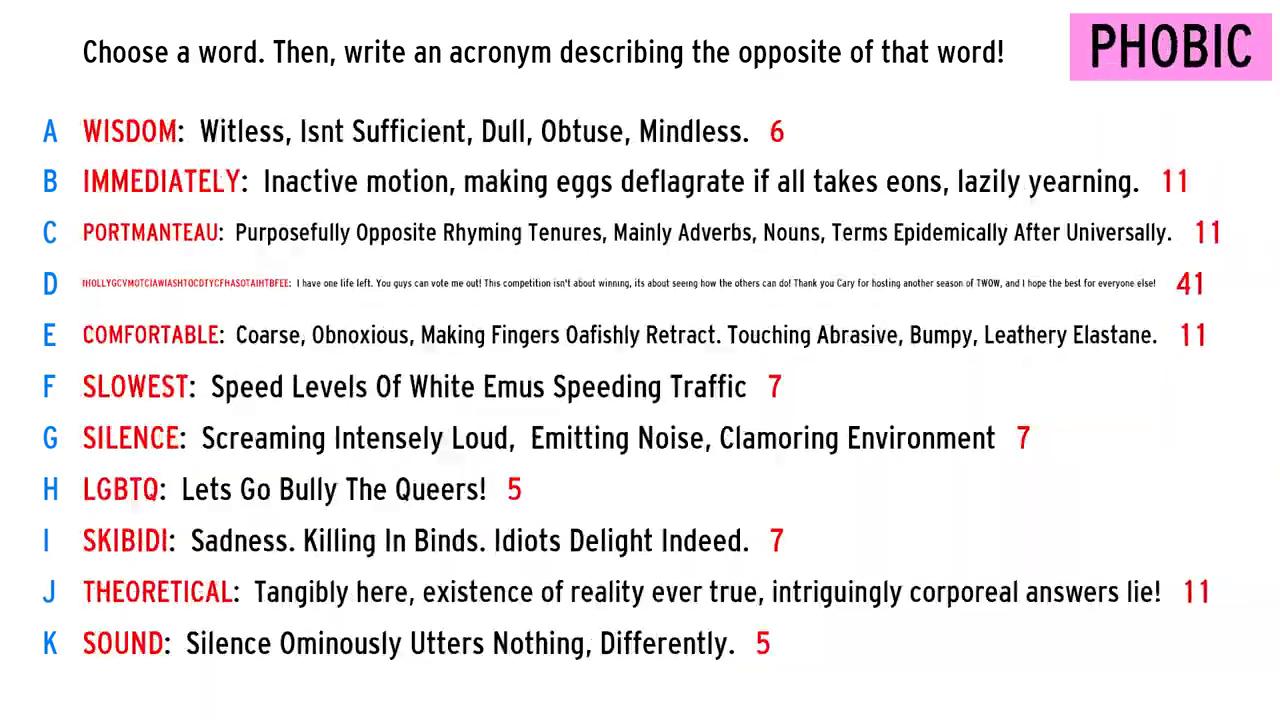 Choose a word. Then, write an acronym describing the opposite of that word!
PHOBIC
A WISDOM: Witless, Isnt Sufficient, Dull, Obtuse, Mindless. 6
B IMMEDIATELY: Inactive motion, making eggs deflagrate if all takes eons, lazily yearning. 11
C PORTMANTEAU: Purposefully Opposite Rhyming Tenures, Mainly Adverbs, Nouns, Terms Epidemically After Universally. 11
D IHOLLYGCVMOTCIAWIASHTOCDTYCFHASOTAIHTBFEE: I have one life left. You guys can vote me out! This competition isn't about winning, its about seeing how the others can do! Thank you Cary for hosting another season of TWOW, and I hope the best for everyone else! 41
E COMFORTABLE: Coarse, Obnoxious, Making Fingers Oafishly Retract. Touching Abrasive, Bumpy, Leathery Elastane. 11
F SLOWEST: Speed Levels Of White Emus Speeding Traffic 7
G SILENCE: Screaming Intensely Loud, Emitting Noise, Clamoring Environment 7
H LGBTQ: Lets Go Bully The Queers! 5
I SKIBIDI: Sadness. Killing In Binds. Idiots Delight Indeed. 7
J THEORETICAL: Tangibly here, existence of reality ever true, intriguingly corporeal answers lie! 11
K SOUND: Silence Ominously Utters Nothing, Differently. 5